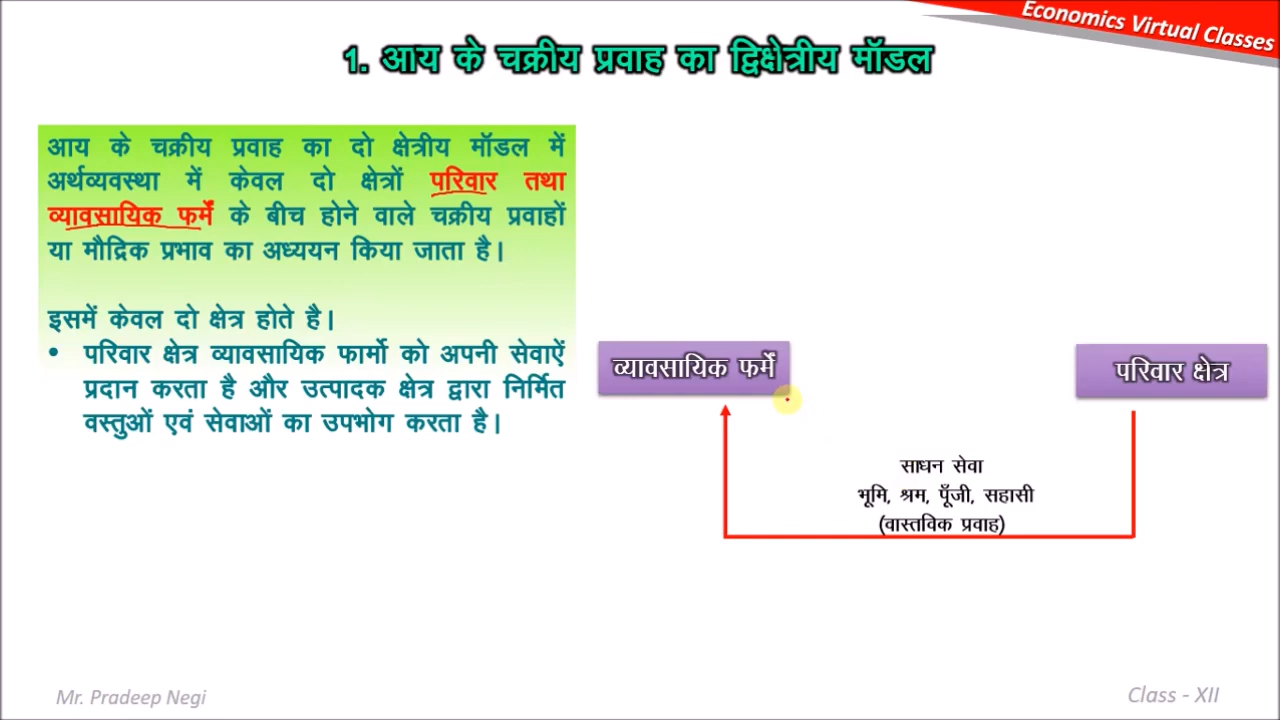 Economics Virtual Classes
1. आय के चक्रीय प्रवाह का द्विक्षेत्रीय मॉडल
आय के चक्रीय प्रवाह का दो क्षेत्रीय मॉडल में
अर्थव्यवस्था में केवल दो क्षेत्रों परिवार तथा
व्यावसायिक फर्में के बीच होने वाले चक्रीय प्रवाहों
या मौद्रिक प्रभाव का अध्ययन किया जाता है।
इसमें केवल दो क्षेत्र होते है।
• परिवार क्षेत्र व्यावसायिक फार्मो को अपनी सेवाऐं
प्रदान करता है और उत्पादक क्षेत्र द्वारा निर्मित
वस्तुओं एवं सेवाओं का उपभोग करता है।
व्यावसायिक फर्में
परिवार क्षेत्र
साधन सेवा
भूमि, श्रम, पूँजी, सहासी
(वास्तविक प्रवाह)
Mr. Pradeep Negi
Class - XII